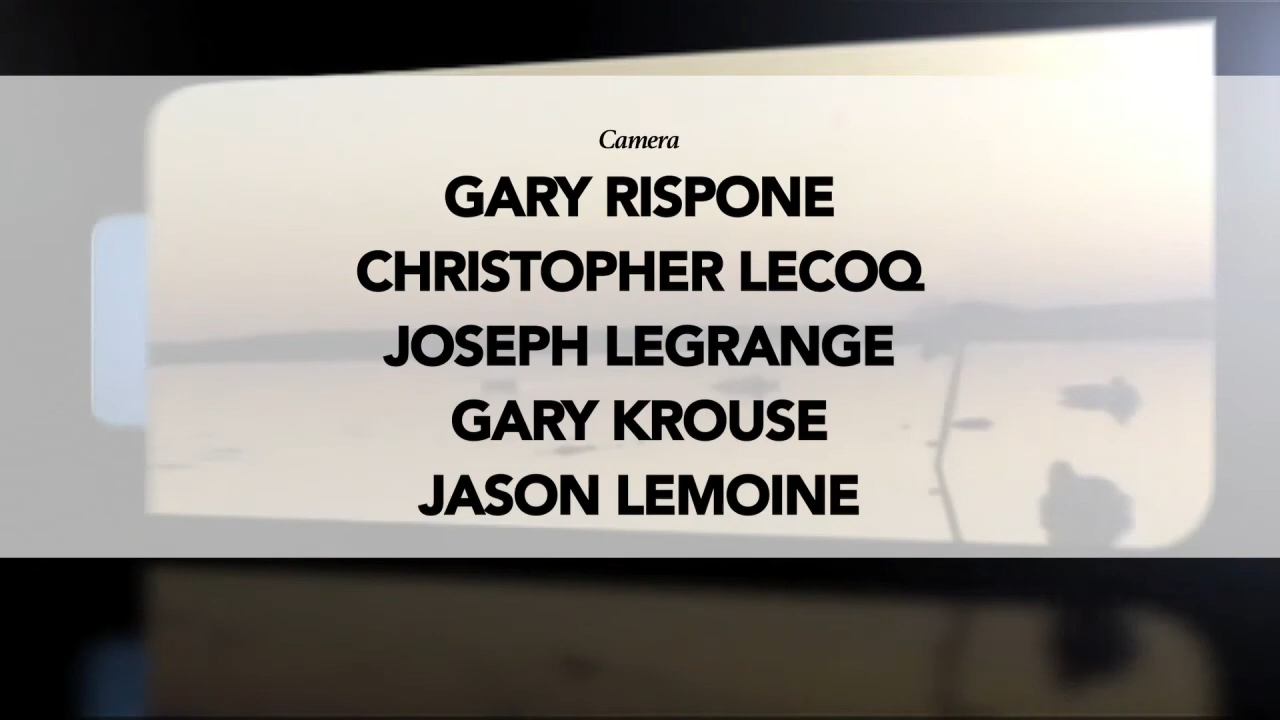 Camera
GARY RISPONE
CHRISTOPHER LECOQ
JOSEPH LEGRANGE
GARY KROUSE
JASON LEMOINE